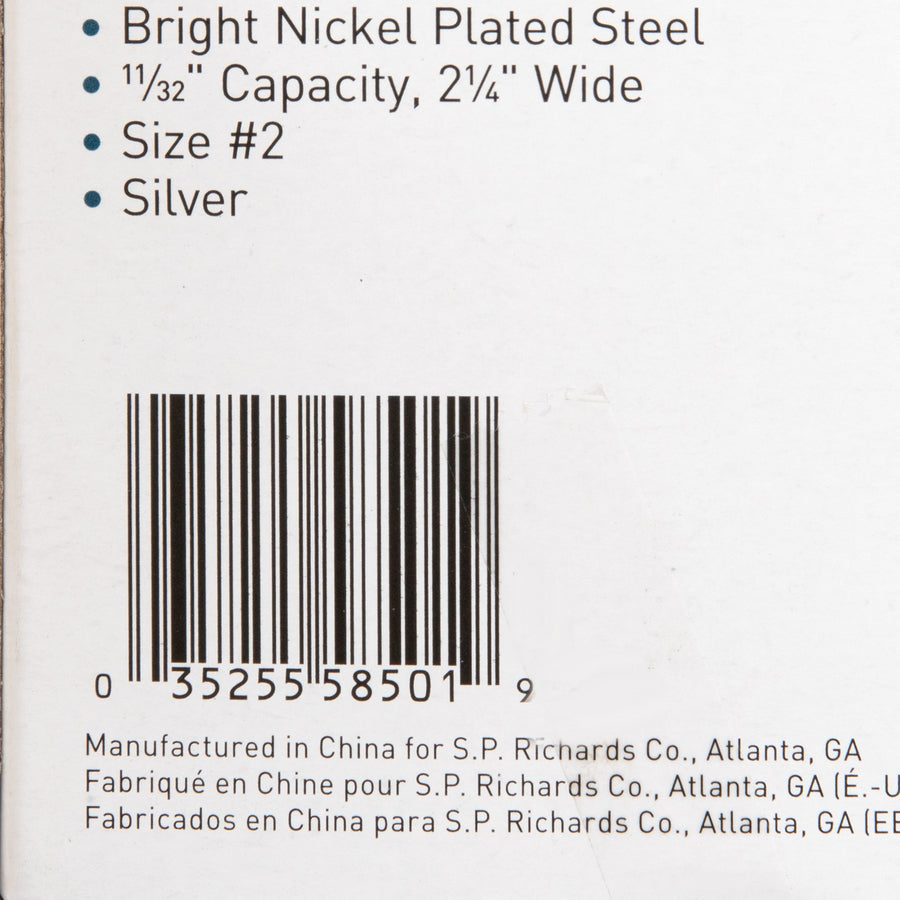 Bright Nickel Plated Steel
11/32" Capacity, 2¼" Wide
Size #2
Silver
0 35255 58501 9
Manufactured in China for S.P. Richards Co., Atlanta, GA
Fabriqué en Chine pour S.P. Richards Co., Atlanta, GA (É.-U
Fabricados en China para S.P. Richards Co., Atlanta, GA (EE